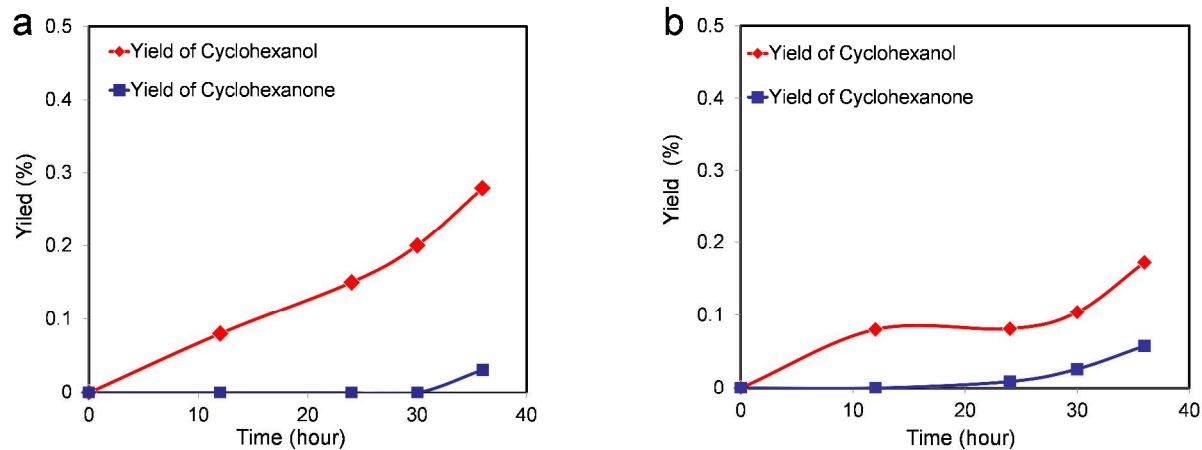 a
0.5
0.4
0.3
0.2
0.1
0
Yiled (%)
Yield of Cyclohexanol
Yield of Cyclohexanone
0 10 20 30 40
Time (hour)
b
0.5
0.4
0.3
0.2
0.1
0
Yield (%)
Yield of Cyclohexanol
Yield of Cyclohexanone
0 10 20 30 40
Time (hour)